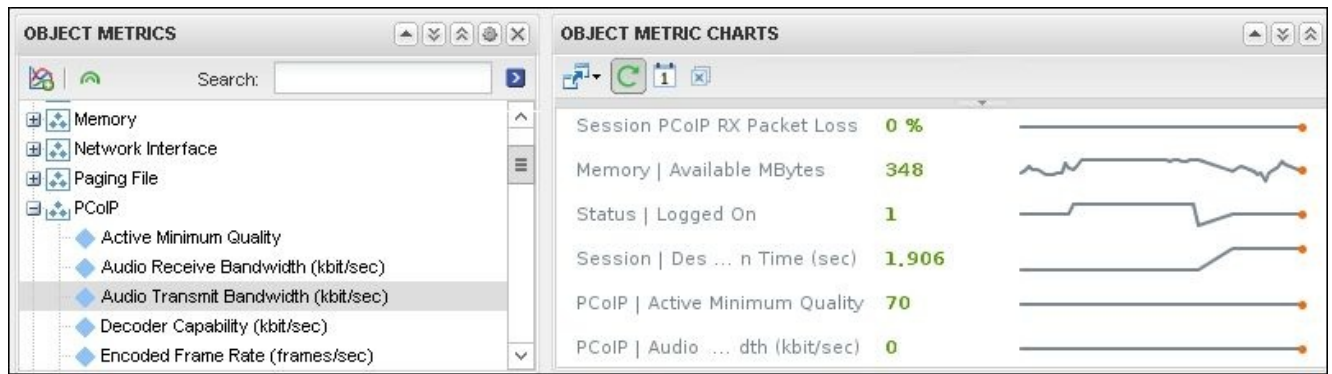 OBJECT METRICS
Search:
Memory
Network Interface
Paging File
PCoIP
Active Minimum Quality
Audio Receive Bandwidth (kbit/sec)
Audio Transmit Bandwidth (kbit/sec)
Decoder Capability (kbit/sec)
Encoded Frame Rate (frames/sec)
OBJECT METRIC CHARTS
1
Session PCoIP RX Packet Loss 0 %
Memory | Available MBytes 348
Status | Logged On 1
Session | Des ... n Time (sec) 1,906
PCoIP | Active Minimum Quality 70
PCoIP | Audio ... dth (kbit/sec) 0